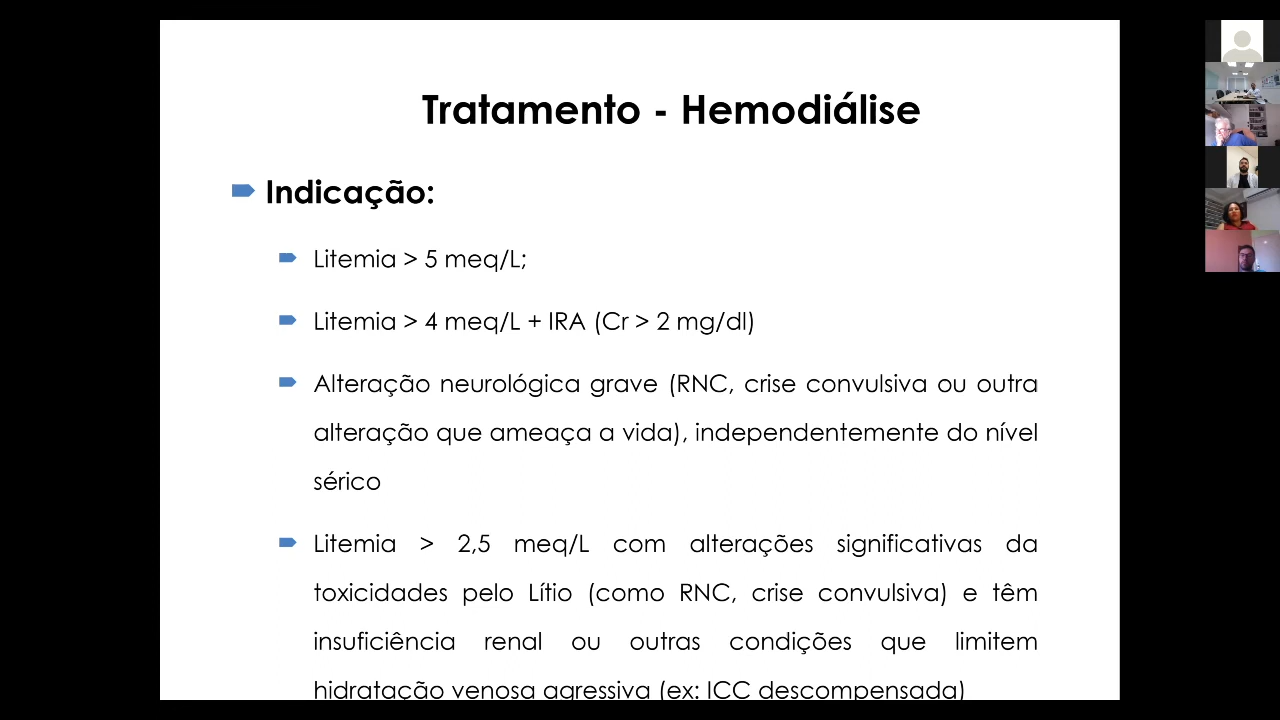 Tratamento - Hemodiálise
Indicação:
Litemia > 5 meq/L;
Litemia > 4 meq/L + IRA (Cr > 2 mg/dl)
Alteração neurológica grave (RNC, crise convulsiva ou outra
alteração que ameaça a vida), independentemente do nível
sérico
Litemia > 2,5 meq/L com alterações significativas da
toxicidades pelo Lítio (como RNC, crise convulsiva) e têm
insuficiência renal ou outras condições que limitem
hidratação venosa agressiva (ex: ICC descompensada)